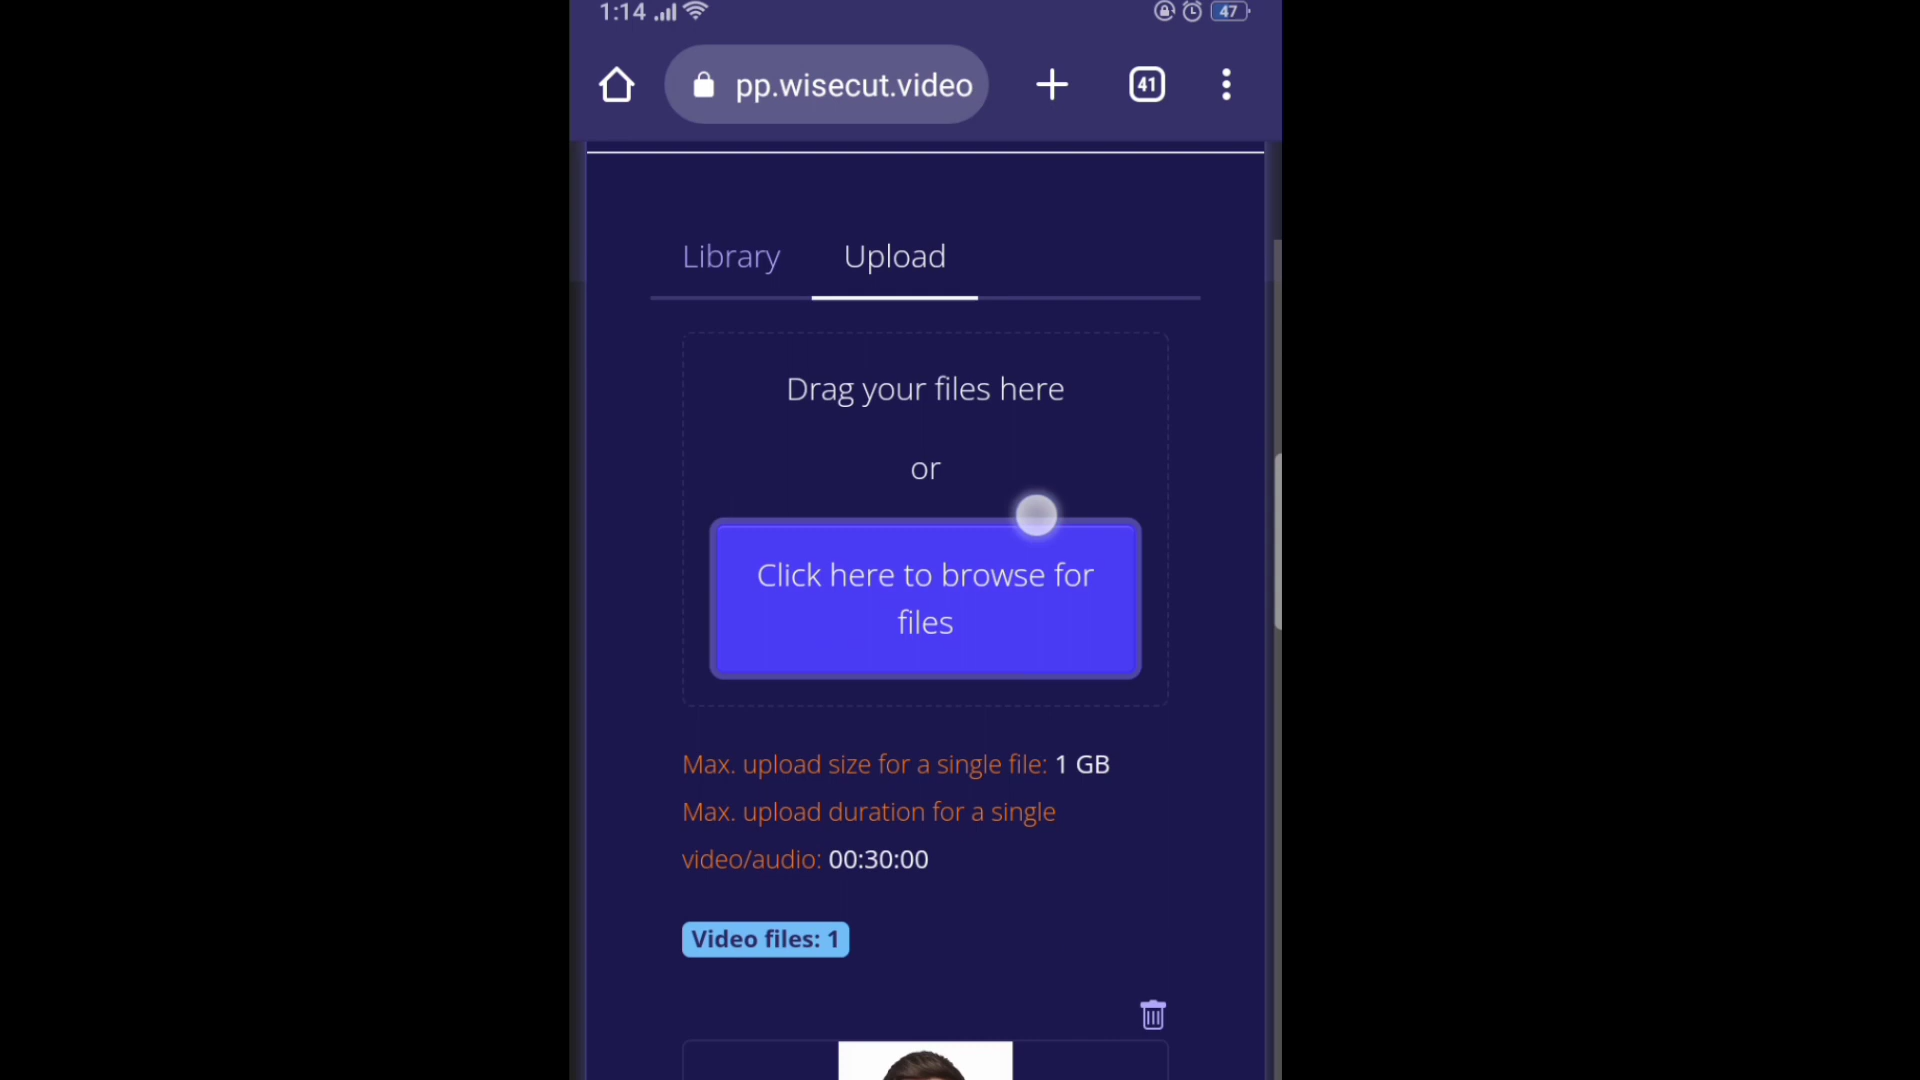 1:14
47
pp.wisecut.video
41
Library Upload
Drag your files here
or
Click here to browse for
files
Max. upload size for a single file: 1 GB
Max. upload duration for a single
video/audio: 00:30:00
Video files: 1